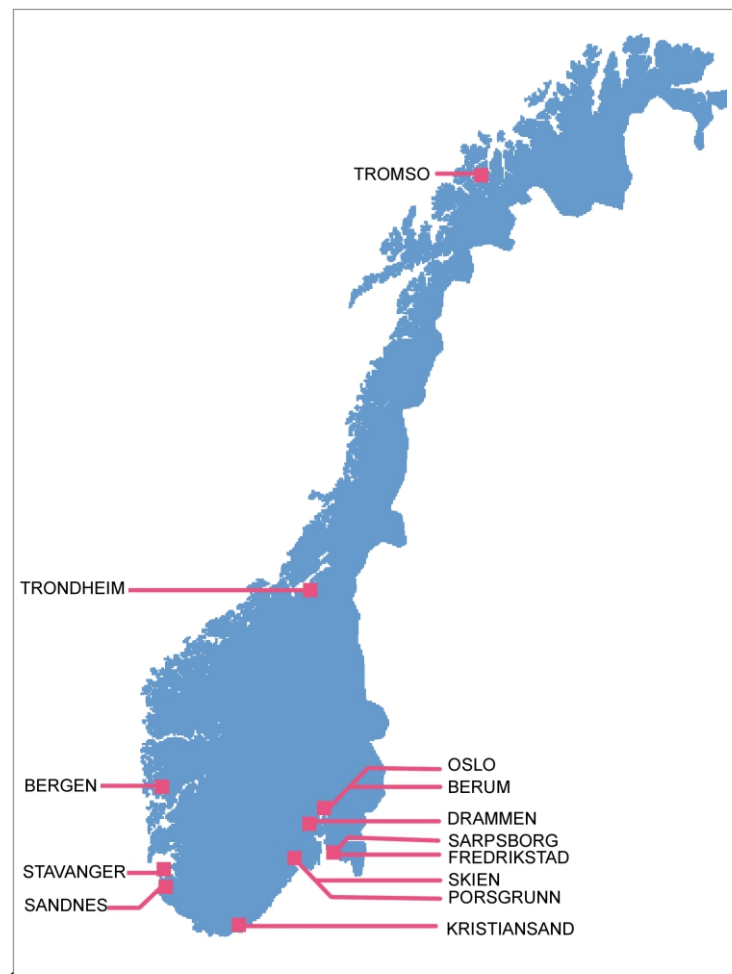 TROMSO
TRONDHEIM
OSLO
BERGEN
BERUM
DRAMMEN
SARPSBORG
FREDRIKSTAD
STAVANGER
SKIEN
SANDNES
PORSGRUNN
KRISTIANSAND